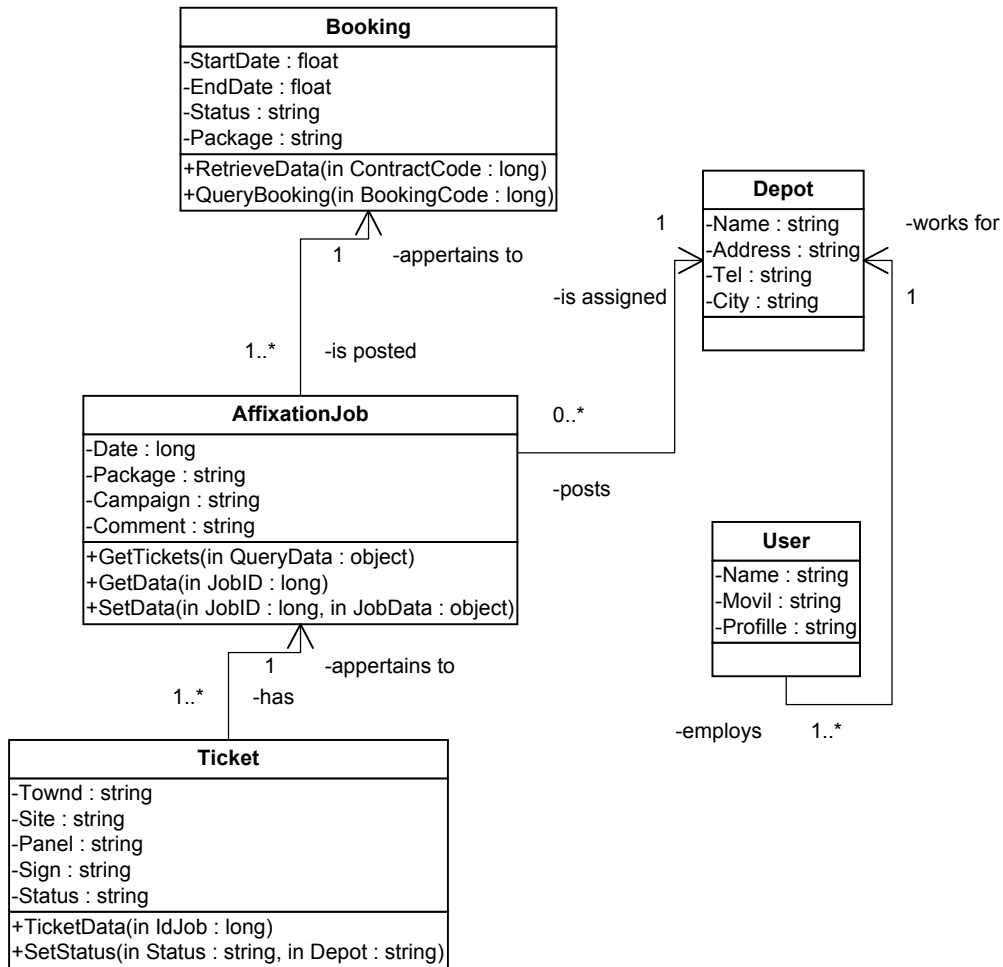 Booking
-StartDate : float
-EndDate : float
-Status : string
-Package : string
+RetrieveData(in ContractCode : long)
+QueryBooking(in BookingCode : long)
1
-appertains to
1..*
-is posted
Depot
-Name : string
-Address : string
-Tel : string
-City : string
1
-works for
-is assigned
1
AffixationJob
-Date : long
-Package : string
-Campaign : string
-Comment : string
+GetTickets(in QueryData : object)
+GetData(in JobID : long)
+SetData(in JobID : long, in JobData : object)
0..*
-posts
User
-Name : string
-Movil : string
-Profille : string
-employs
1..*
1
-appertains to
1..*
-has
Ticket
-Townd : string
-Site : string
-Panel : string
-Sign : string
-Status : string
+TicketData(in IdJob : long)
+SetStatus(in Status : string, in Depot : string)